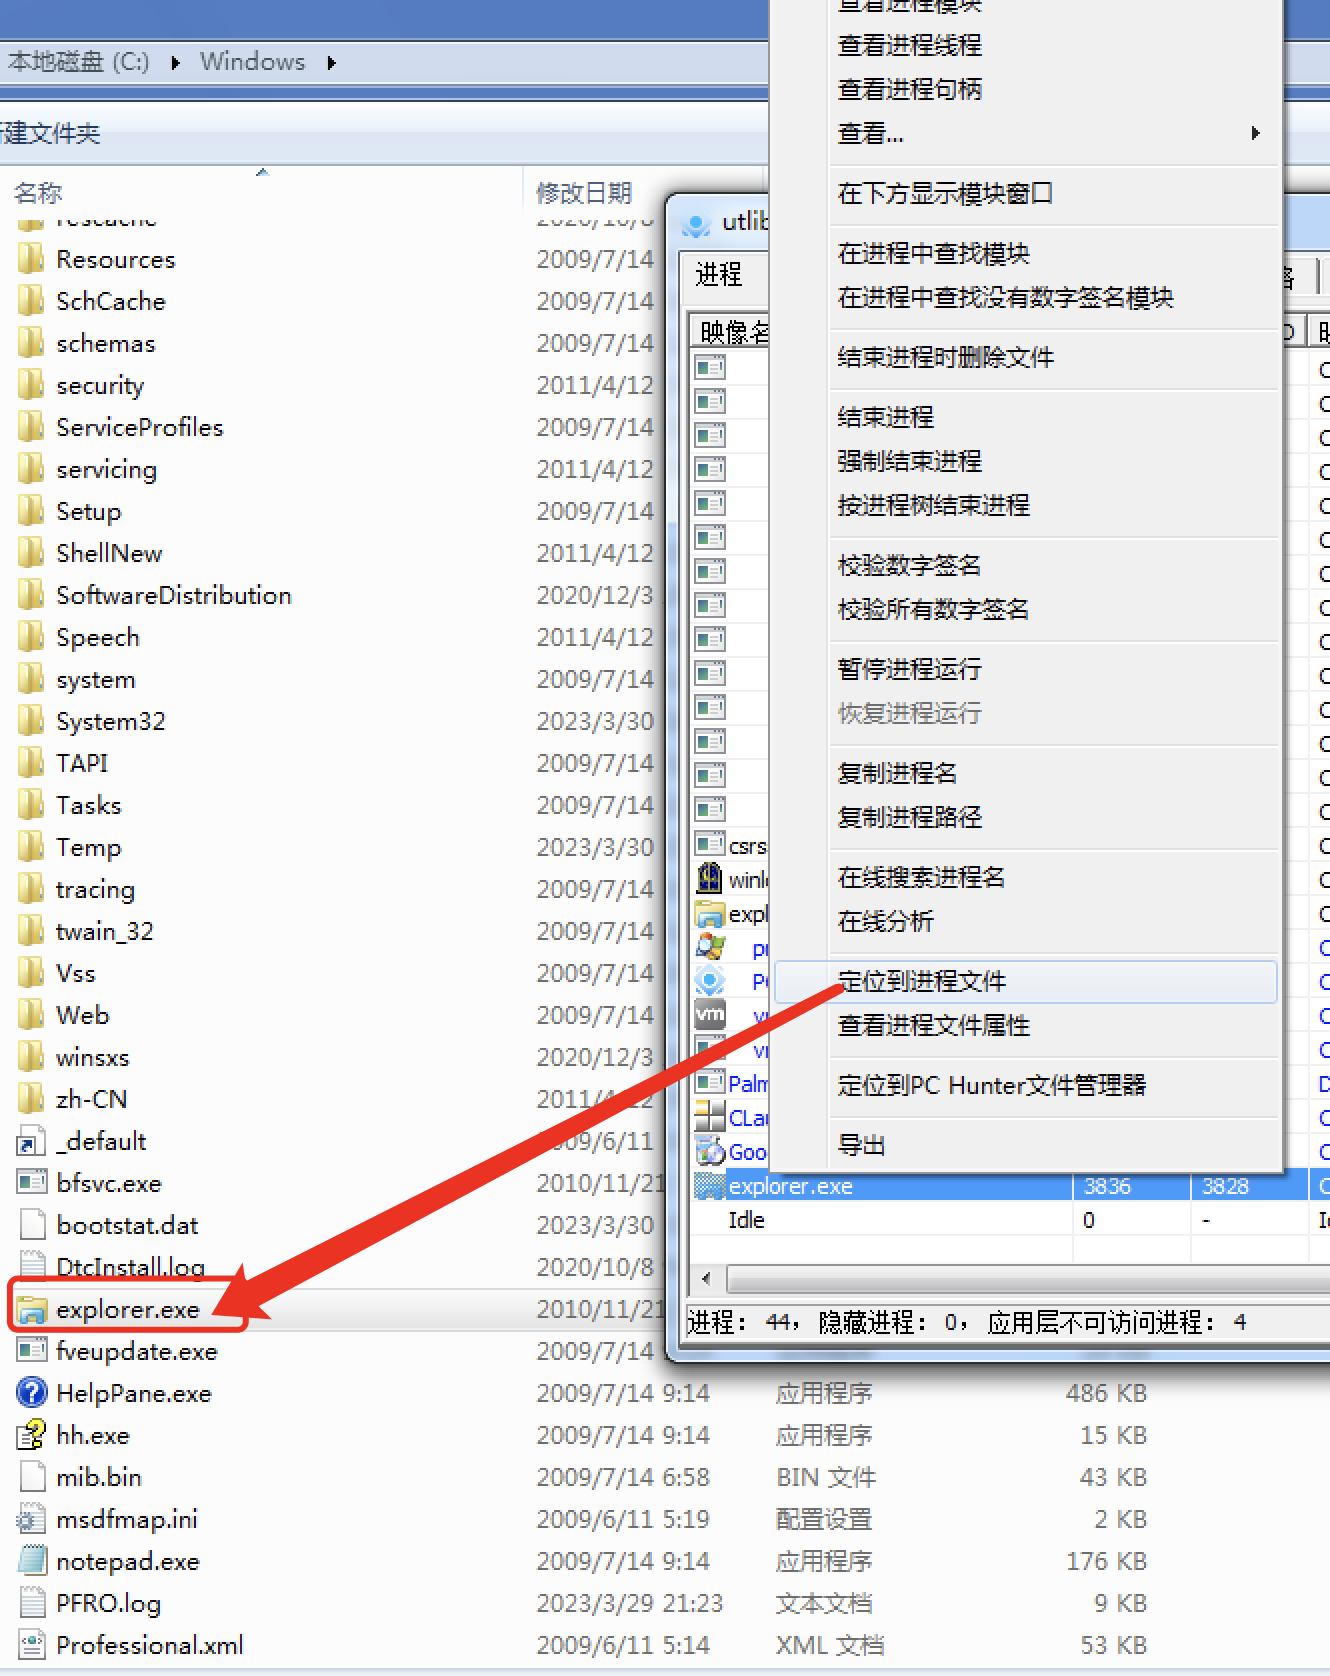 本地磁盘 (C:) Windows
建文件夹
名称 修改日期
Resources 2009/7/14
SchCache 2009/7/14
schemas 2009/7/14
security 2011/4/12
ServiceProfiles 2009/7/14
servicing 2011/4/12
Setup 2009/7/14
ShellNew 2011/4/12
SoftwareDistribution 2020/12/3
Speech 2011/4/12
system 2009/7/14
System32 2023/3/30
TAPI 2009/7/14
Tasks 2009/7/14
Temp 2023/3/30
tracing 2009/7/14
twain_32 2009/7/14
Vss 2009/7/14
Web 2009/7/14
winsxs 2020/12/3
zh-CN
_default
bfsvc.exe 2010/11/21
bootstat.dat 2023/3/30
DtcInstall.log 2020/10/8
explorer.exe 2010/11/21
fveupdate.exe 2009/7/14
HelpPane.exe 2009/7/14 9:14 应用程序 486 KB
hh.exe 2009/7/14 9:14 应用程序 15 KB
mib.bin 2009/7/14 6:58 BIN 文件 43 KB
msdfmap.ini 2009/6/11 5:19 配置设置 2 KB
notepad.exe 2009/7/14 9:14 应用程序 176 KB
PFRO.log 2023/3/29 21:23 文本文档 9 KB
Professional.xml 2009/6/11 5:14 XML 文档 53 KB
查看进程模块
查看进程线程
查看进程句柄
查看...
在下方显示模块窗口
在进程中查找模块
在进程中查找没有数字签名模块
结束进程时删除文件
结束进程
强制结束进程
按进程树结束进程
校验数字签名
校验所有数字签名
暂停进程运行
恢复进程运行
复制进程名
复制进程路径
在线搜索进程名
在线分析
定位到进程文件
查看进程文件属性
定位到PC Hunter文件管理器
导出
进程
映像名
explorer.exe 3836 3828
Idle 0 -
进程: 44, 隐藏进程: 0, 应用层不可访问进程: 4